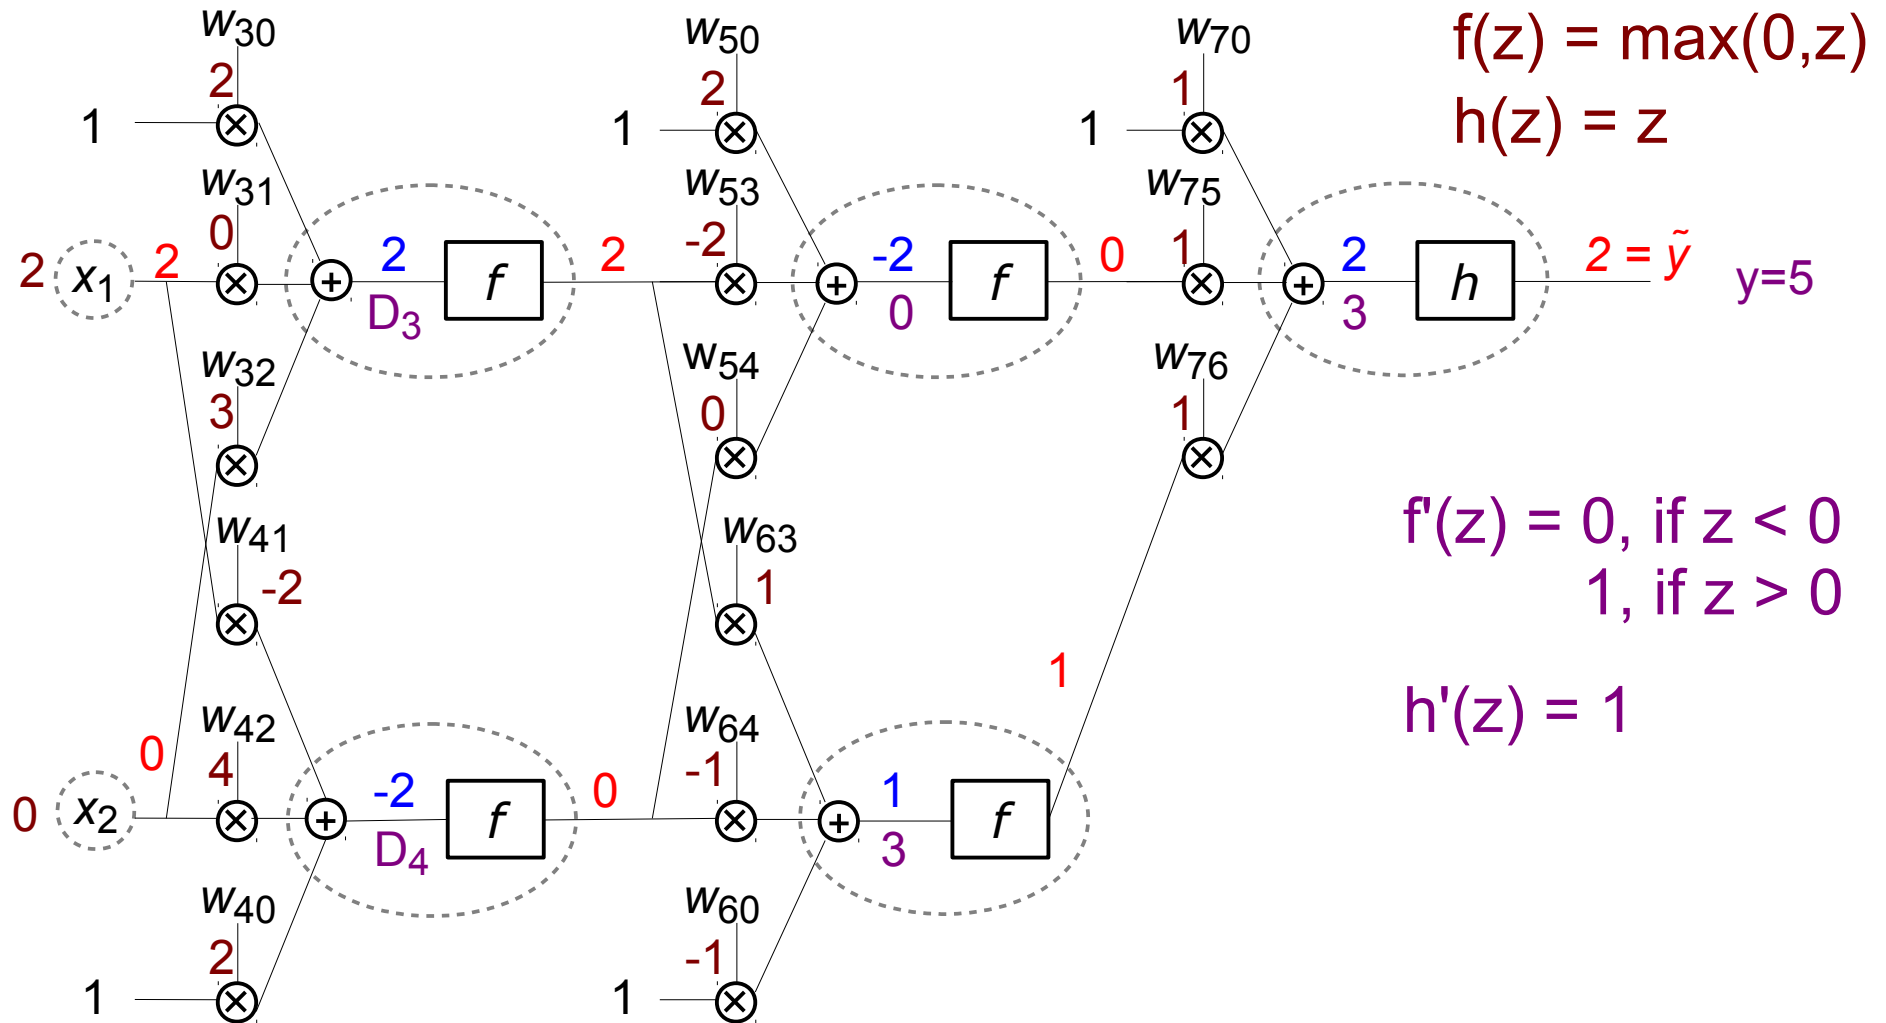 w30
w50
w70
f(z) = max(0,z)
2
2
1
1
1
1
h(z) = z
w31
w53
w75
0
-2
1
2
x1
2
2
D3
f
2
-2
0
f
0
2
3
h
2 = ỹ
y=5
w32
w54
w76
3
0
1
w41
w63
f'(z) = 0, if z < 0
-2
1
1, if z > 0
1
w42
w64
h'(z) = 1
0
4
-1
0
x2
-2
D4
f
0
1
3
f
w40
w60
2
-1
1
1